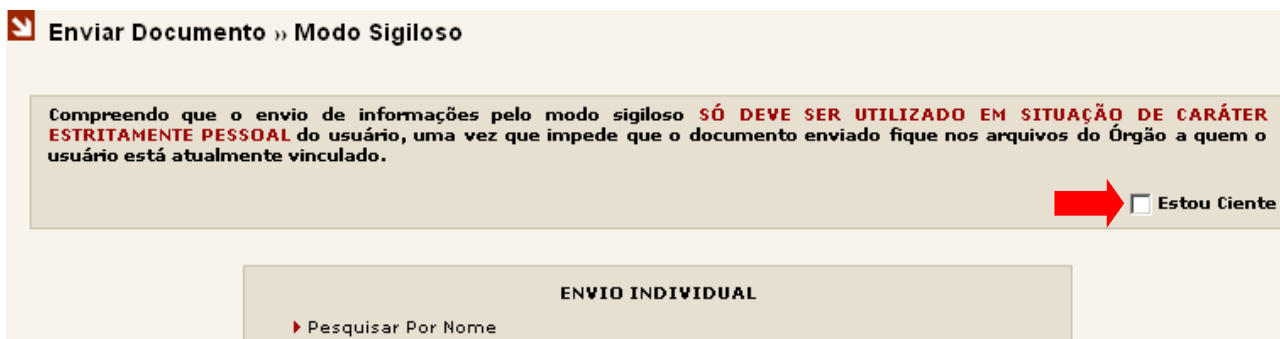 Enviar Documento » Modo Sigiloso
Compreendo que o envio de informações pelo modo sigiloso SÓ DEVE SER UTILIZADO EM SITUAÇÃO DE CARÁTER
ESTRITAMENTE PESSOAL do usuário, uma vez que impede que o documento enviado fique nos arquivos do Órgão a quem o
usuário está atualmente vinculado.
Estou Ciente
ENVIO INDIVIDUAL
Pesquisar Por Nome